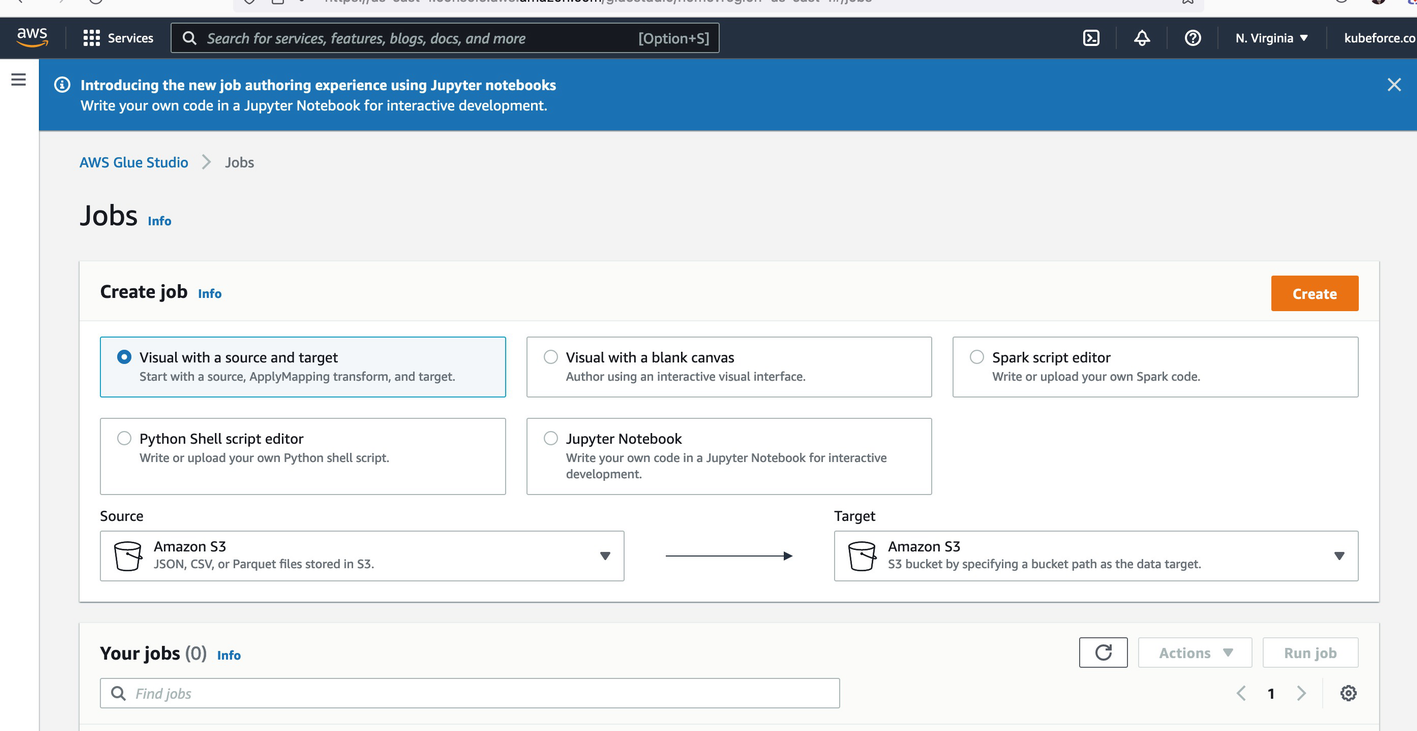 aws
Services
Search for services, features, blogs, docs, and more
[Option+S]
N. Virginia
kubeforce.co
Introducing the new job authoring experience using Jupyter notebooks
Write your own code in a Jupyter Notebook for interactive development.
AWS Glue Studio
Jobs
Jobs Info
Create job Info
Create
Visual with a source and target
Start with a source, ApplyMapping transform, and target.
Visual with a blank canvas
Author using an interactive visual interface.
Spark script editor
Write or upload your own Spark code.
Python Shell script editor
Write or upload your own Python shell script.
Jupyter Notebook
Write your own code in a Jupyter Notebook for interactive
development.
Source
Amazon S3
JSON, CSV, or Parquet files stored in S3.
Target
Amazon S3
S3 bucket by specifying a bucket path as the data target.
Your jobs (0) Info
Actions
Run job
Find jobs
1